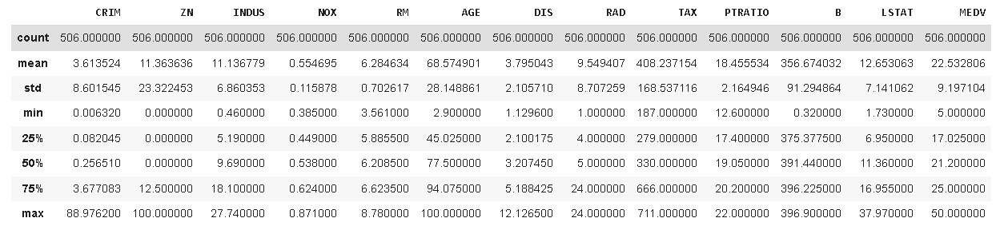 CRIM ZN INDUS NOX RM AGE DIS RAD TAX PTRATIO B LSTAT MEDV
count 506.000000 506.000000 506.000000 506.000000 506.000000 506.000000 506.000000 506.000000 506.000000 506.000000 506.000000 506.000000 506.000000
mean 3.613524 11.363636 11.136779 0.554695 6.284634 68.574901 3.795043 9.549407 408.237154 18.455534 356.674032 12.653063 22.532806
std 8.601545 23.322453 6.860353 0.115878 0.702617 28.148861 2.105710 8.707259 168.537116 2.164946 91.294864 7.141062 9.197104
min 0.006320 0.000000 0.460000 0.385000 3.561000 2.900000 1.129600 1.000000 187.000000 12.600000 0.320000 1.730000 5.000000
25% 0.082045 0.000000 5.190000 0.449000 5.885500 45.025000 2.100175 4.000000 279.000000 17.400000 375.377500 6.950000 17.025000
50% 0.256510 0.000000 9.690000 0.538000 6.208500 77.500000 3.207450 5.000000 330.000000 19.050000 391.440000 11.360000 21.200000
75% 3.677083 12.500000 18.100000 0.624000 6.623500 94.075000 5.188425 24.000000 666.000000 20.200000 396.225000 16.955000 25.000000
max 88.976200 100.000000 27.740000 0.871000 8.780000 100.000000 12.126500 24.000000 711.000000 22.000000 396.900000 37.970000 50.000000